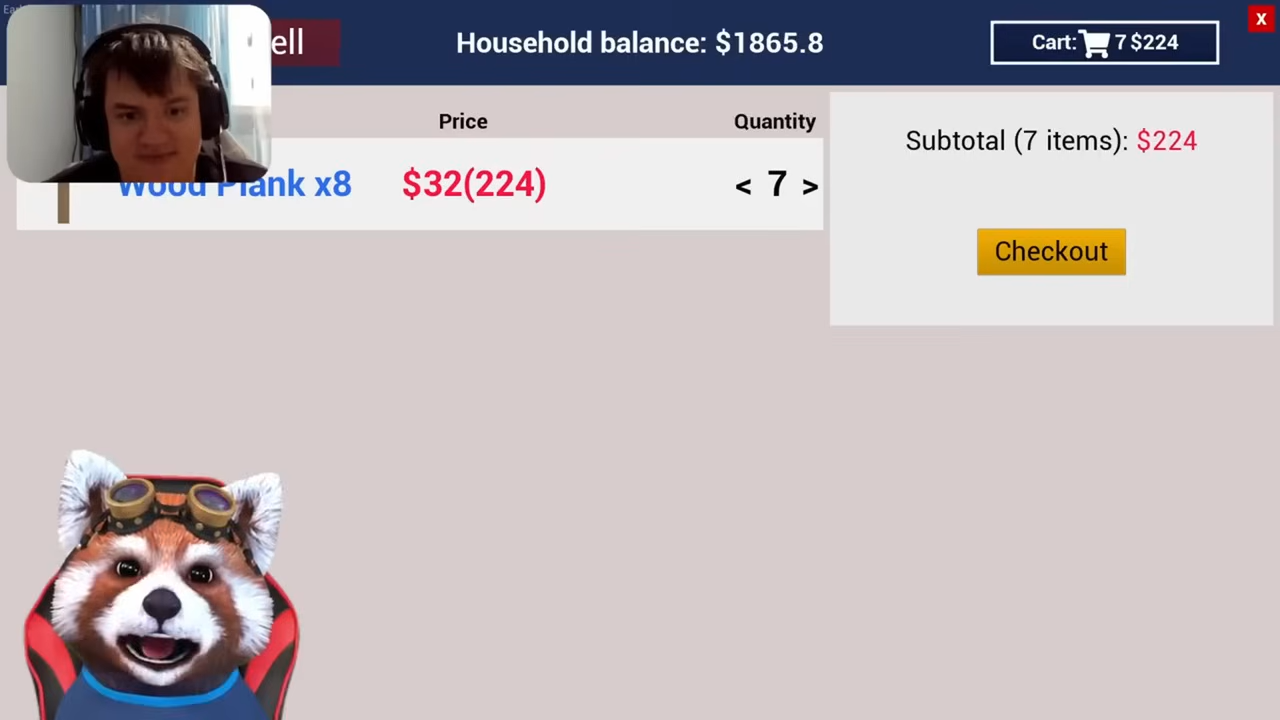 ell
Household balance: $1865.8
Cart: 7 $224
X
Price
Quantity
Wood Plank x8
$32(224)
< 7 >
Subtotal (7 items): $224
Checkout